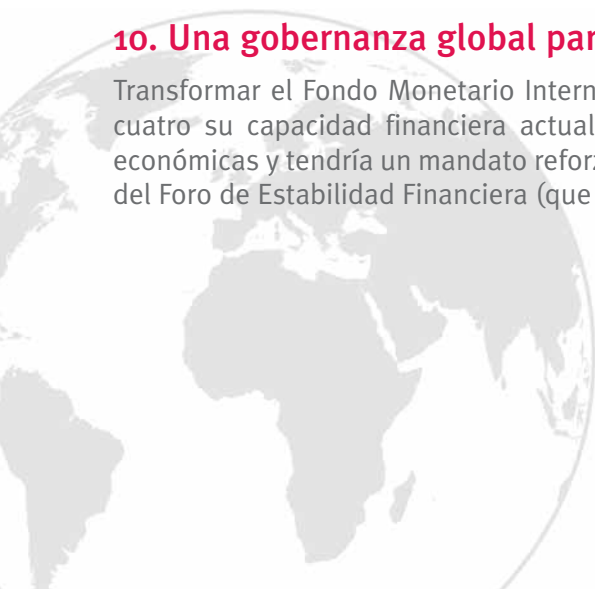 10. Una gobernanza global par
Transformar el Fondo Monetario Intern
cuatro su capacidad financiera actual
económicas y tendría un mandato reforz
del Foro de Estabilidad Financiera (que